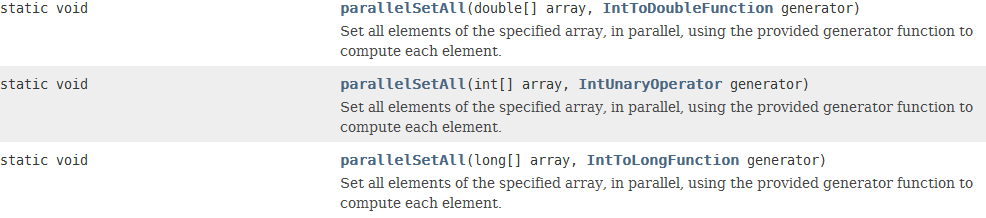 static void parallelSetAll(double[] array, IntToDoubleFunction generator)
Set all elements of the specified array, in parallel, using the provided generator function to
compute each element.
static void parallelSetAll(int[] array, IntUnaryOperator generator)
Set all elements of the specified array, in parallel, using the provided generator function to
compute each element.
static void parallelSetAll(long[] array, IntToLongFunction generator)
Set all elements of the specified array, in parallel, using the provided generator function to
compute each element.